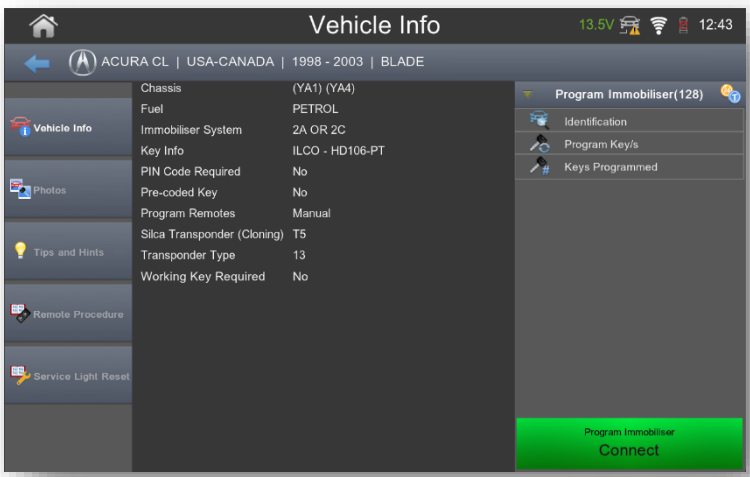 Vehicle Info
13.5V
12:43
ACURA CL | USA-CANADA | 1998 - 2003 | BLADE
Vehicle Info
Photos
Tips and Hints
Remote Procedure
Service Light Reset
Chassis (YA1) (YA4)
Fuel PETROL
Immobiliser System 2A OR 2C
Key Info ILCO - HD106-PT
PIN Code Required No
Pre-coded Key No
Program Remotes Manual
Silca Transponder (Cloning) T5
Transponder Type 13
Working Key Required No
Program Immobiliser(128)
Identification
Program Key/s
Keys Programmed
Program Immobiliser
Connect